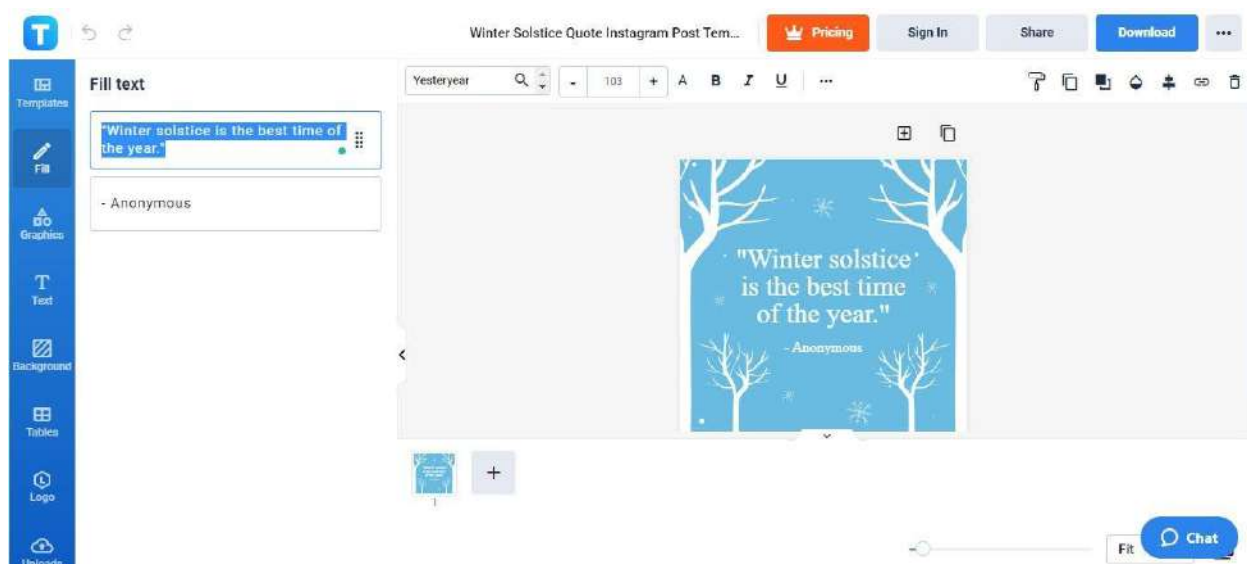 T
Winter Solstice Quote Instagram Post Tem...
Pricing
Sign In
Share
Download
Templates
Fill
Graphics
Text
Background
Tables
Logo
Uploads
Fill text
"Winter solstice is the best time of
the year."
- Anonymous
Yesteryear
- 103 + A B I U
"Winter solstice
is the best time
of the year."
- Anonymous
1
Fit
Chat